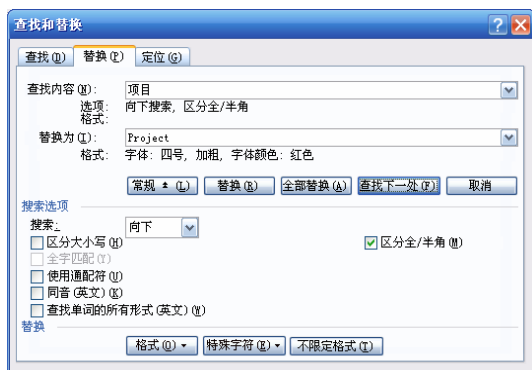 查找和替换
查找(D) 替换(P) 定位(G)
查找内容(N): 项目
选项: 向下搜索, 区分全/半角
格式:
替换为(I): Project
格式: 字体: 四号, 加粗, 字体颜色: 红色
常规 (L) 替换(R) 全部替换(A) 查找下一处(F) 取消
搜索选项
搜索: 向下
区分大小写(H) 区分全/半角(M)
全字匹配(Y)
使用通配符(U)
同音(英文)(K)
查找单词的所有形式(英文)(W)
替换
格式(O) 特殊字符(E) 不限定格式(T)